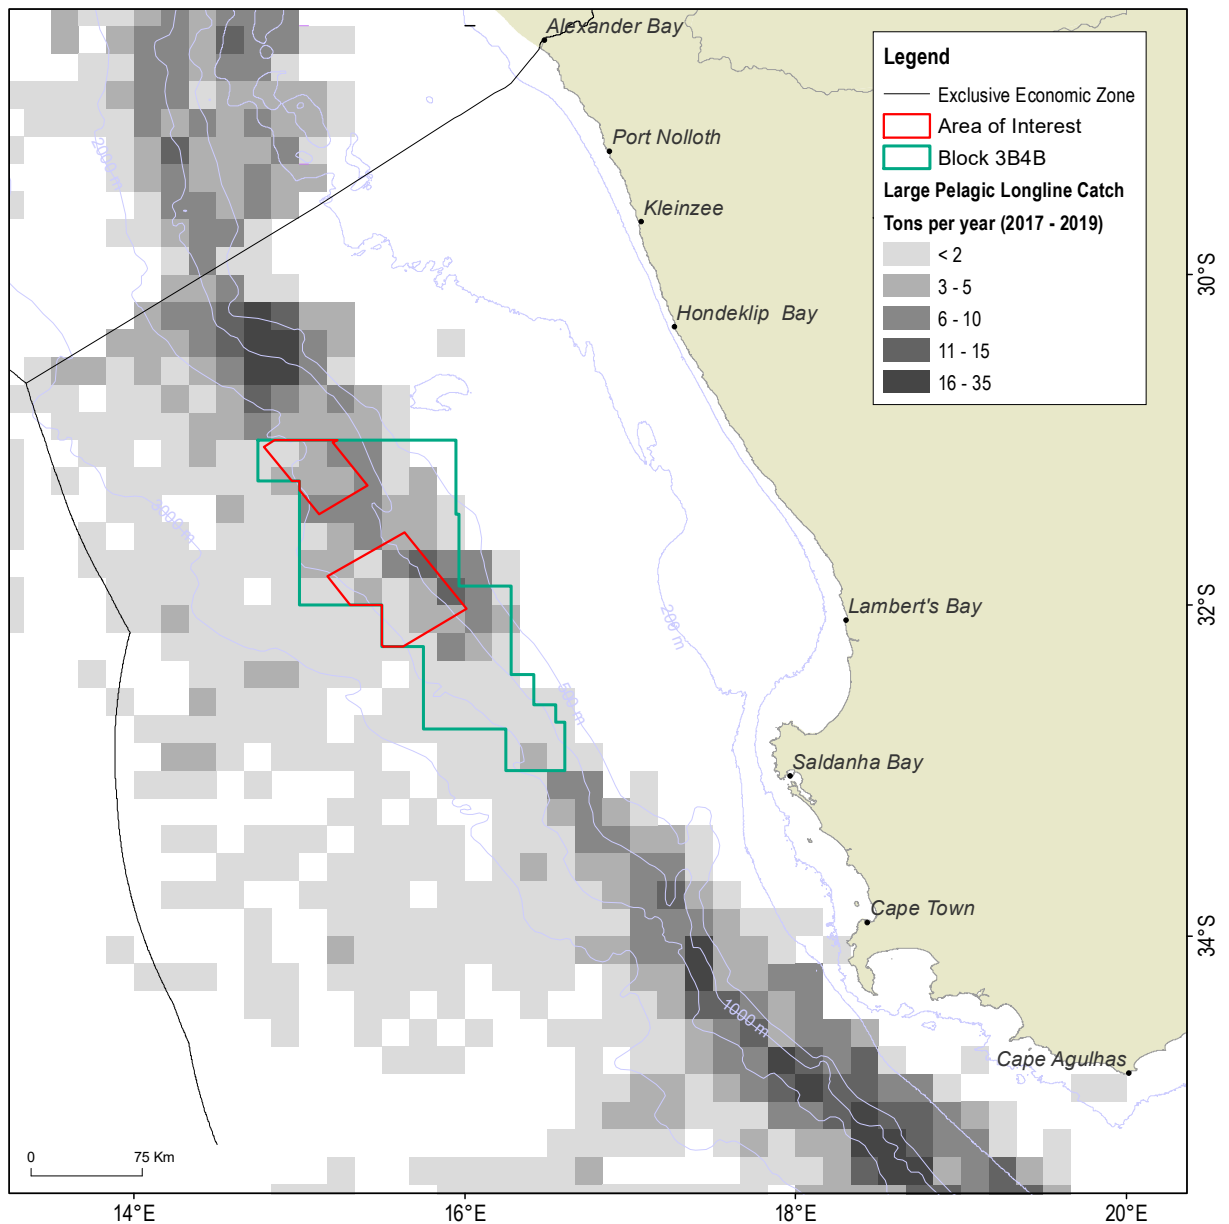 Alexander Bay
Port Nolloth
Kleinzee
Hondeklip Bay
Lambert's Bay
Saldanha Bay
Cape Town
Cape Agulhas
Legend
Exclusive Economic Zone
Area of Interest
Block 3B4B
Large Pelagic Longline Catch
Tons per year (2017 - 2019)
< 2
3 - 5
6 - 10
11 - 15
16 - 35
2000 m
3000 m
200 m
500 m
1000 m
30°S
32°S
34°S
0 75 Km
14°E
16°E
18°E
20°E